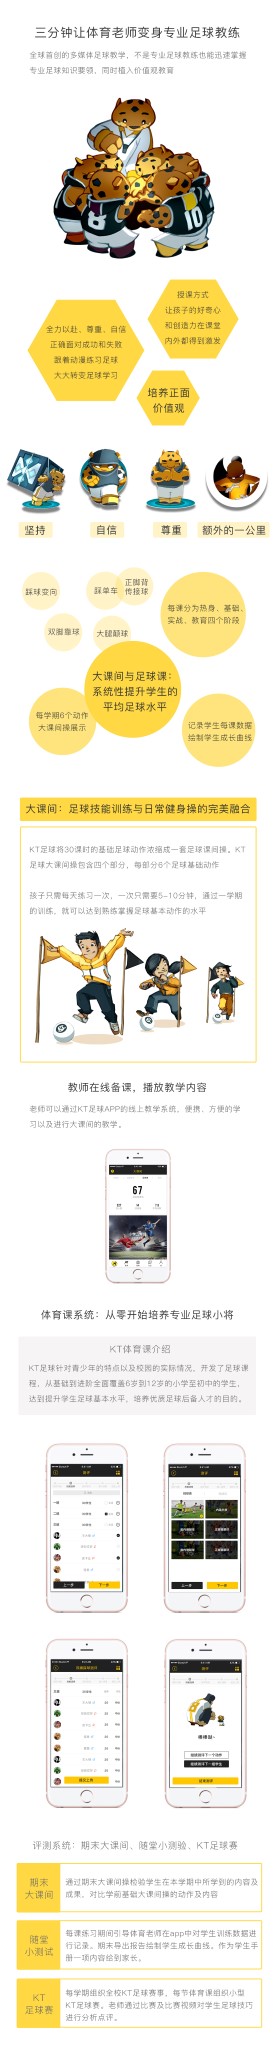 三分钟让体育老师变身专业足球教练
全球首创的多媒体足球教学，不是专业足球教练也能迅速掌握
专业足球知识要领，同时植入价值观教育
8
10
授课方式
让孩子的好奇心
和创造力在课堂
内外都得到激发
全力以赴、尊重、自信
正确面对成功和失败
跟着动漫练习足球
大大转变足球学习
培养正面
价值观
坚持
自信
尊重
额外的一公里
踩球变向
踩单车
正脚背
传接球
双脚靠球
大腿颠球
每课分为热身、基础、
实战、教育四个阶段
大课间与足球课：
系统性提升学生的
平均足球水平
每学期6个动作
大课间操展示
记录学生每课数据
绘制学生成长曲线
大课间：足球技能训练与日常健身操的完美融合
KT足球将30课时的基础足球动作浓缩成一套足球课间操。KT
足球大课间操包含四个部分，每部分6个足球基础动作
孩子只需每天练习一次，一次只需要5-10分钟，通过一学期
的训练，就可以达到熟练掌握足球基本动作的水平
教师在线备课，播放教学内容
老师可以通过KT足球APP的线上教学系统，便携、方便的学
习以及进行大课间的教学。
67
体育课系统：从零开始培养专业足球小将
KT体育课介绍
KT足球针对青少年的特点以及校园的实际情况，开发了足球课
程，从基础到进阶全面覆盖6岁到12岁的小学至初中的学生，
达到提升学生足球基本水平，培养优质足球后备人才的目的。
上一步
下一步
上一步
下一步
评测系统：期末大课间、随堂小测验、KT足球赛
期末
大课间
通过期末大课间操检验学生在本学期中所学到的内容及
成果，对比学前基础大课间操的动作及内容
随堂
小测试
每课练习期间引导体育老师在app中对学生训练数据进
行记录。期末导出报告绘制学生成长曲线。作为学生手
册一项内容给到家长。
KT
足球赛
每学期组织全校KT足球赛事，每节体育课组织小型
KT足球赛。老师通过比赛及比赛视频对学生足球技巧
进行分析点评。